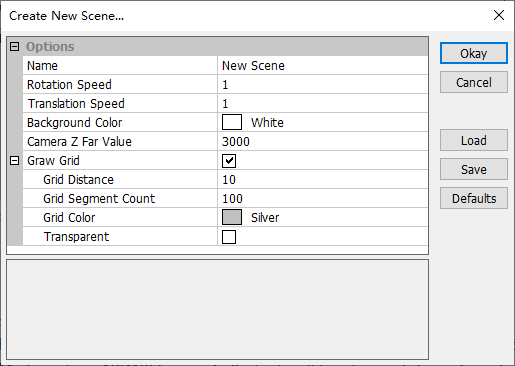 Create New Scene...
Options
Name New Scene
Rotation Speed 1
Translation Speed 1
Background Color White
Camera Z Far Value 3000
Graw Grid
Grid Distance 10
Grid Segment Count 100
Grid Color Silver
Transparent
Okay
Cancel
Load
Save
Defaults